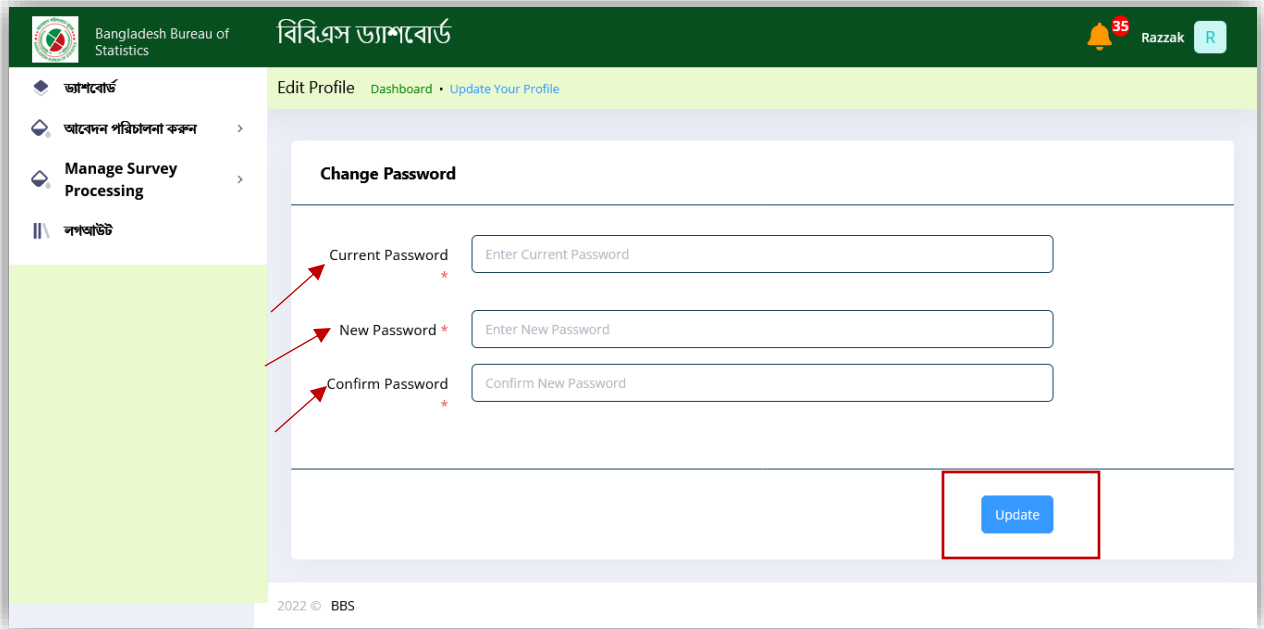 Bangladesh Bureau of
Statistics
বিবিএস ড্যাশবোর্ড
35
Razzak R
ড্যাশবোর্ড
আবেদন পরিচালনা করুন
Manage Survey
Processing
লগআউট
Edit Profile Dashboard • Update Your Profile
Change Password
Current Password
*
Enter Current Password
New Password *
Enter New Password
Confirm Password
*
Confirm New Password
Update
2022 © BBS